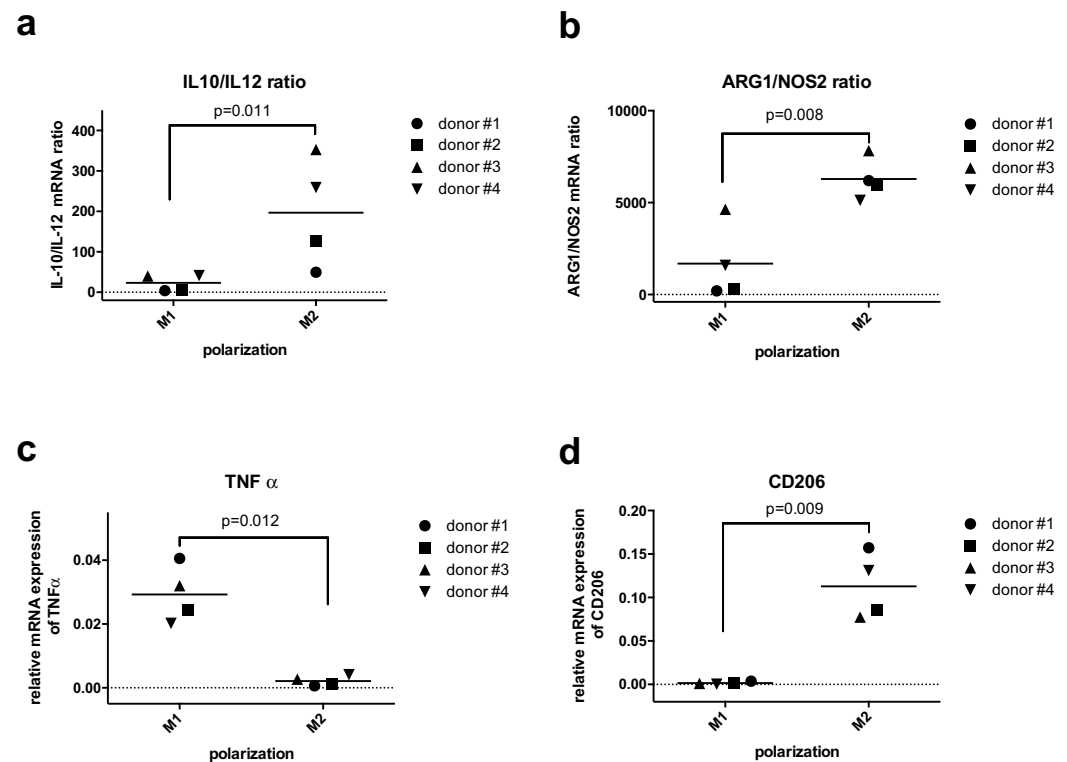 a
IL10/IL12 ratio
p=0.011
IL-10/IL-12 mRNA ratio
400
300
200
100
0
M1
M2
polarization
donor #1
donor #2
donor #3
donor #4
b
ARG1/NOS2 ratio
p=0.008
ARG1/NOS2 mRNA ratio
10000
5000
0
M1
M2
polarization
donor #1
donor #2
donor #3
donor #4
c
TNF α
p=0.012
relative mRNA expression
of TNFα
0.04
0.02
0.00
M1
M2
polarization
donor #1
donor #2
donor #3
donor #4
d
CD206
p=0.009
relative mRNA expression
of CD206
0.20
0.15
0.10
0.05
0.00
M1
M2
polarization
donor #1
donor #2
donor #3
donor #4